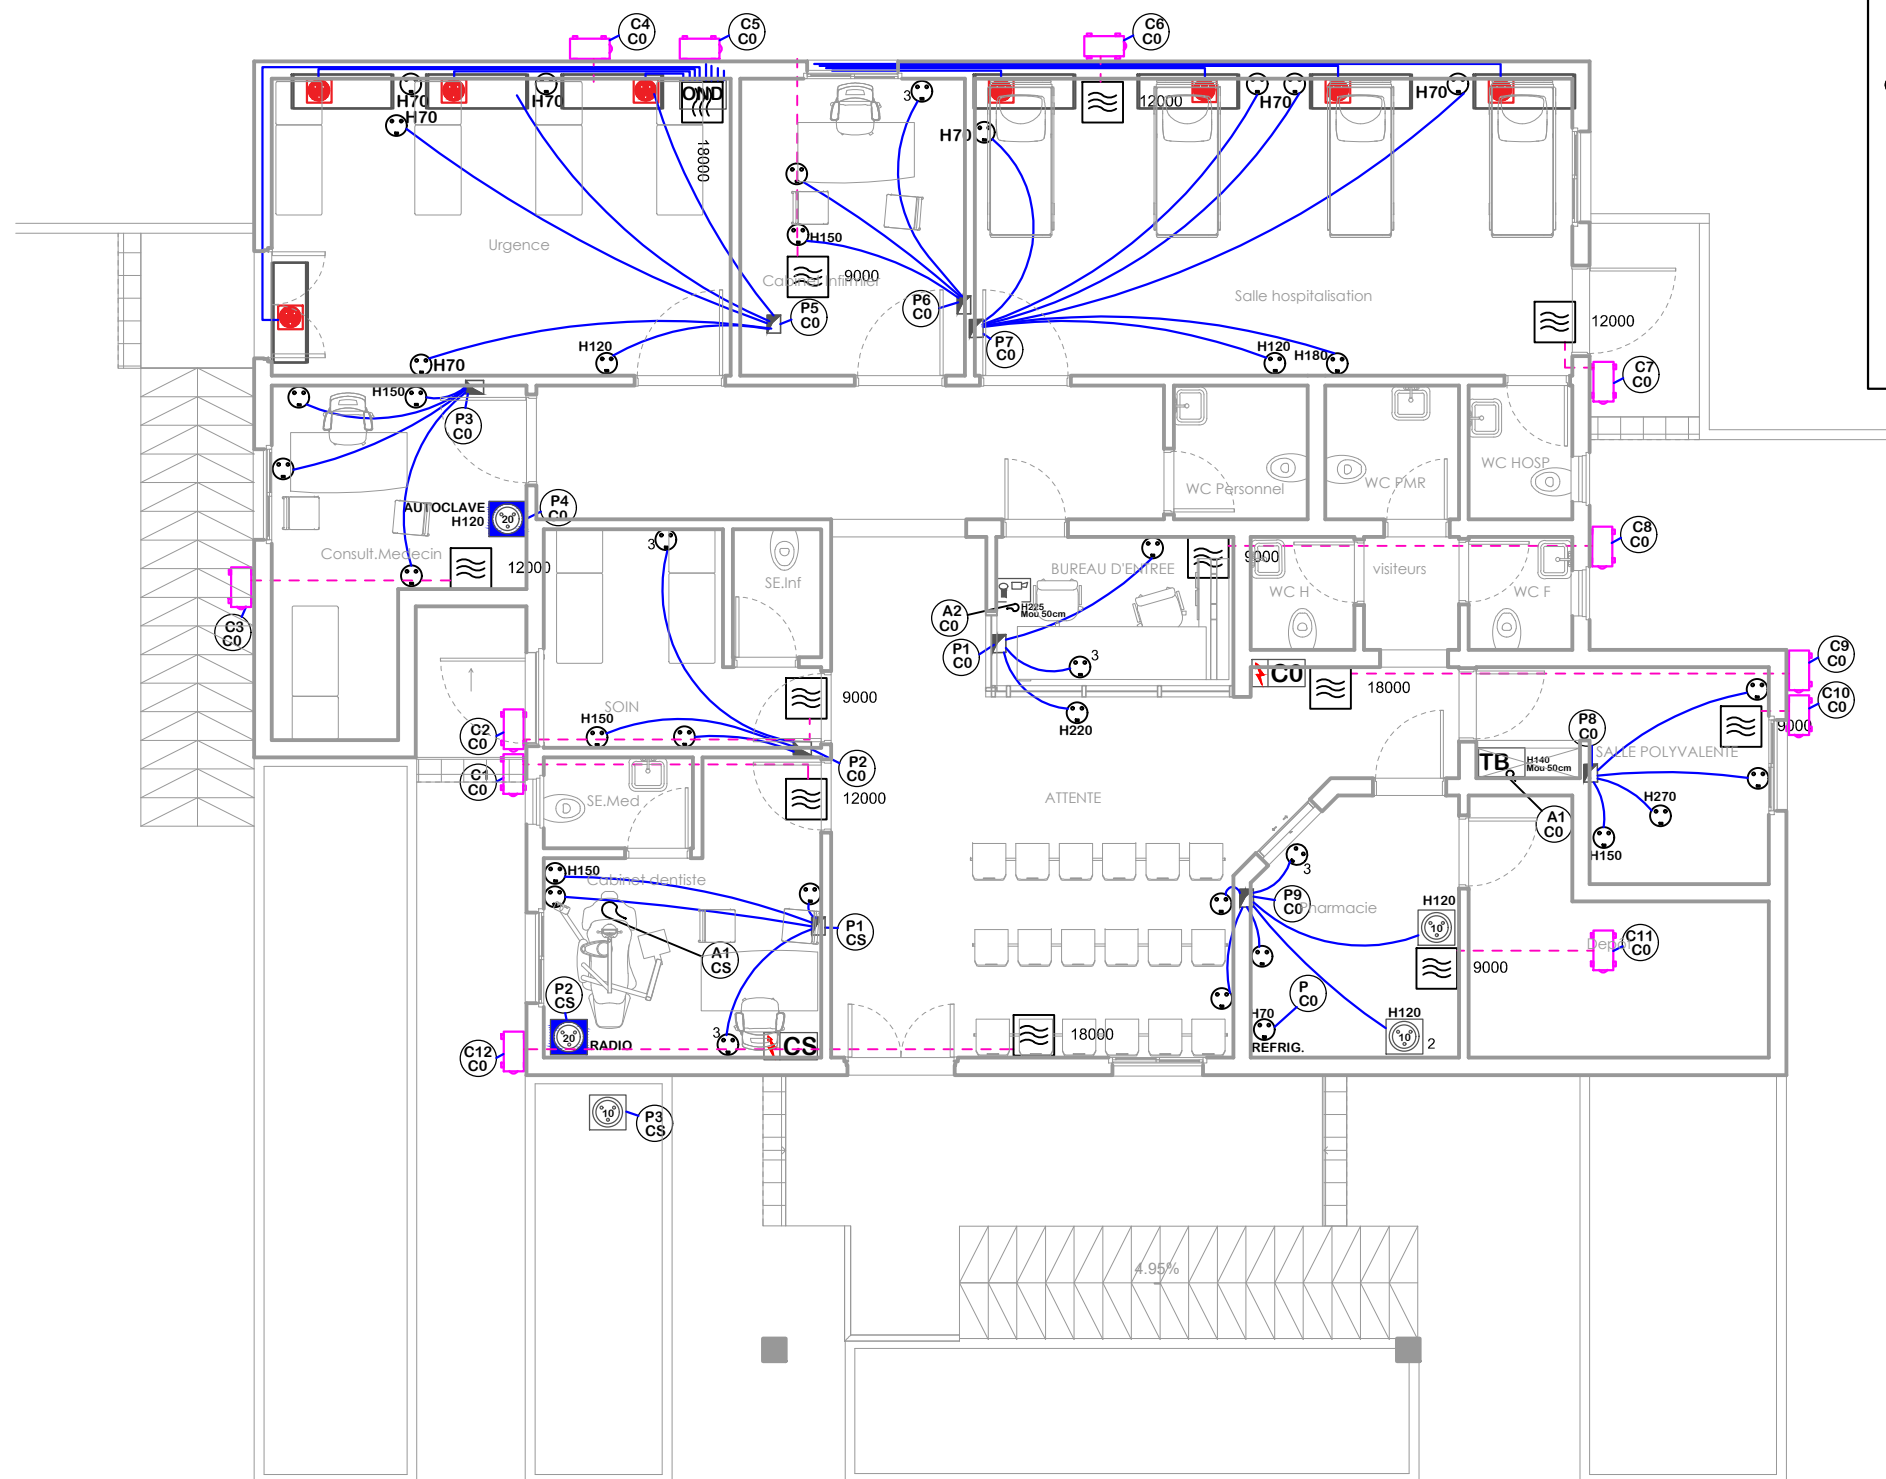 C4
C0
C5
C0
C6
C0
H70
H70
H70
OND
18000
3
12000
H70
H70
H70
Urgence
H150
9000
Cabinet Infirmier
P5
C0
P6
C0
P7
C0
Salle hospitalisation
12000
H70
H120
H120
H180
C7
C0
H150
P3
C0
AUTOCLAVE
H120
20
P4
C0
Consult.Medecin
12000
C3
C0
3
SE.Inf
WC Personnel
WC PMR
WC HOSP
C8
C0
BUREAU D'ENTREE
9000
visiteurs
WC H
WC F
A2
C0
H225
Mou 50cm
P1
C0
3
H220
C0
18000
C9
C0
C10
C0
9000
SOIN
H150
9000
C2
C0
C1
C0
P2
C0
12000
SE.Med
ATTENTE
P8
C0
SALLE POLYVALENTE
TB
H140
Mou 50cm
H270
A1
C0
H150
H150
Cabinet dentiste
P1
CS
A1
CS
P2
CS
20
RADIO
3
CS
3
P9
C0
Pharmacie
H120
10
9000
Depot
C11
C0
P
C0
H70
REFRIG.
H120
10
2
18000
C12
C0
10
P3
CS
4.95%